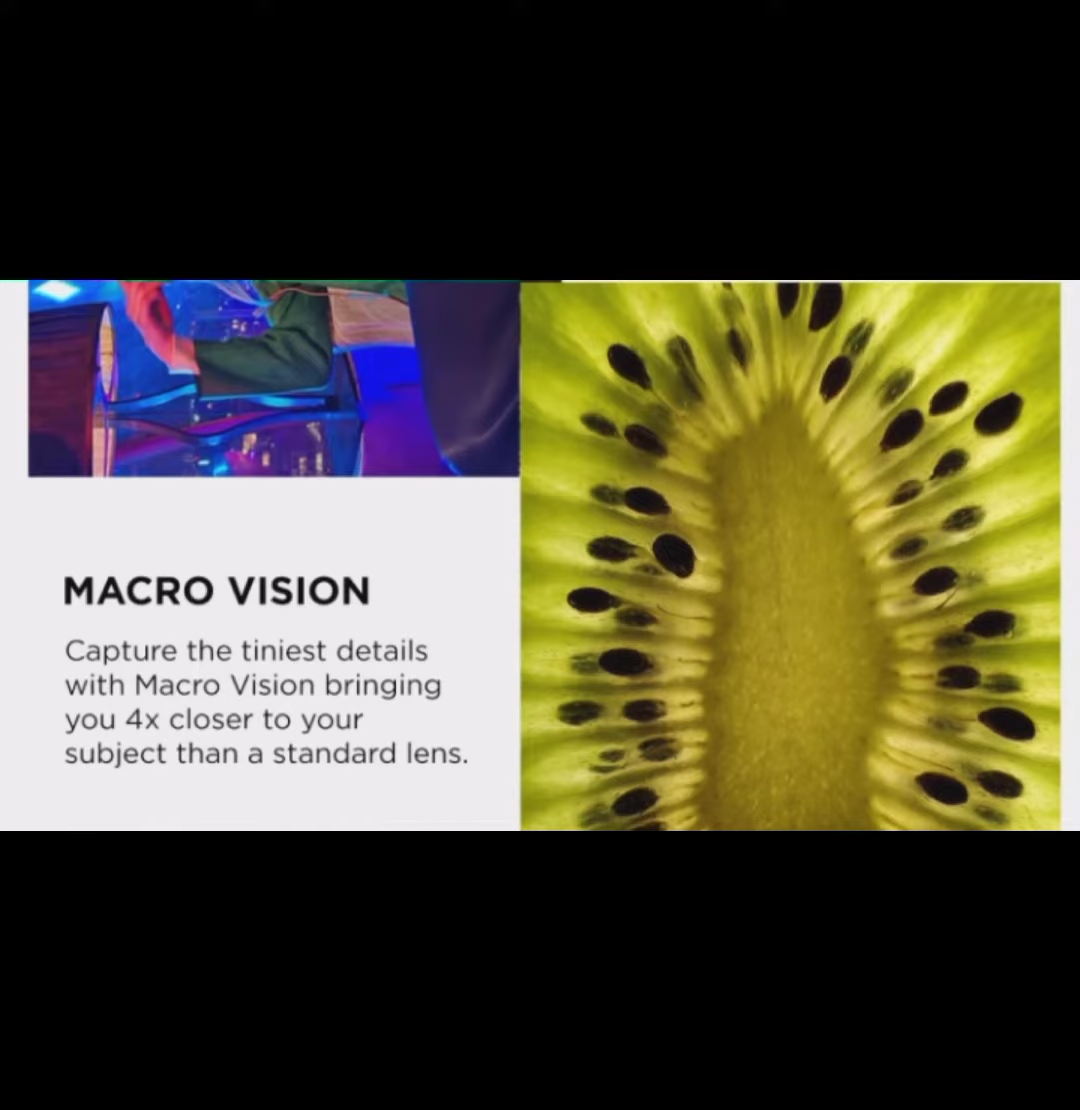 MACRO VISION
Capture the tiniest details
with Macro Vision bringing
you 4x closer to your
subject than a standard lens.